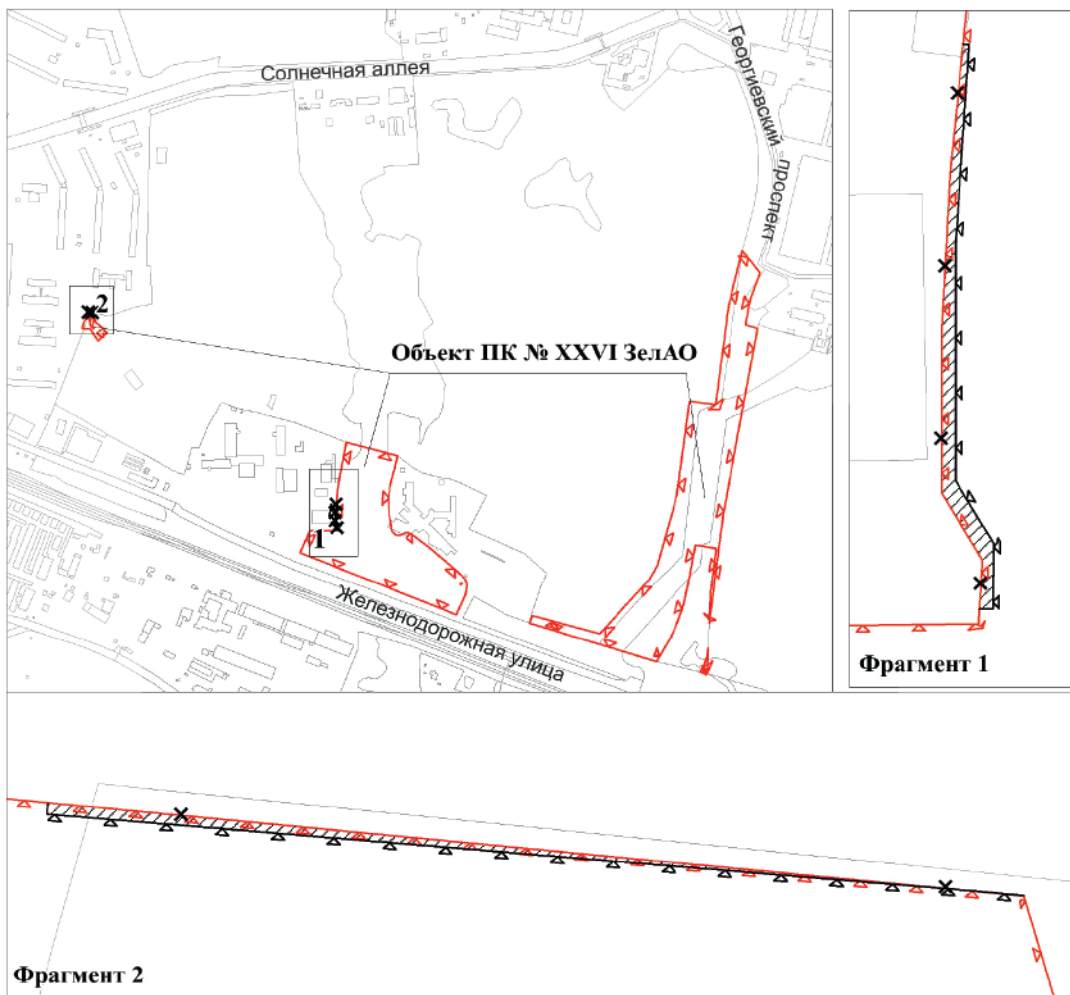 Солнечная аллея
Георгиевский проспект
2
Объект ПК № XXVI ЗелАО
1
Железнодорожная улица
Фрагмент 1
Фрагмент 2